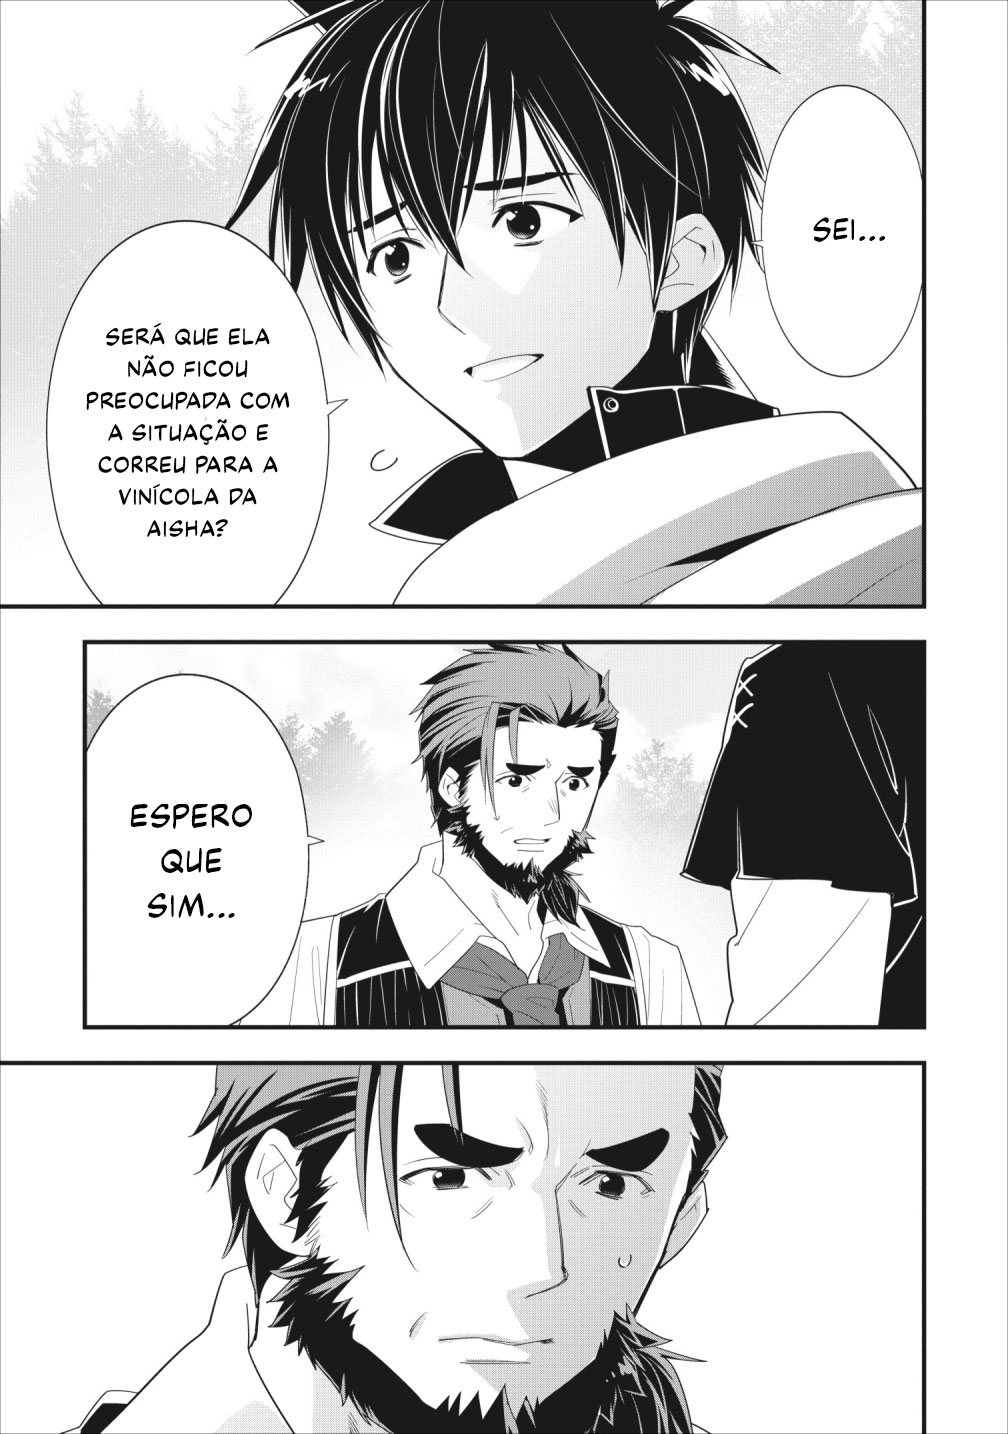 SEI...
SERÁ QUE ELA
NÃO FICOU
PREOCUPADA COM
A SITUAÇÃO E
CORREU PARA A
VINÍCOLA DA
AISHA?
ESPERO
QUE
SIM...